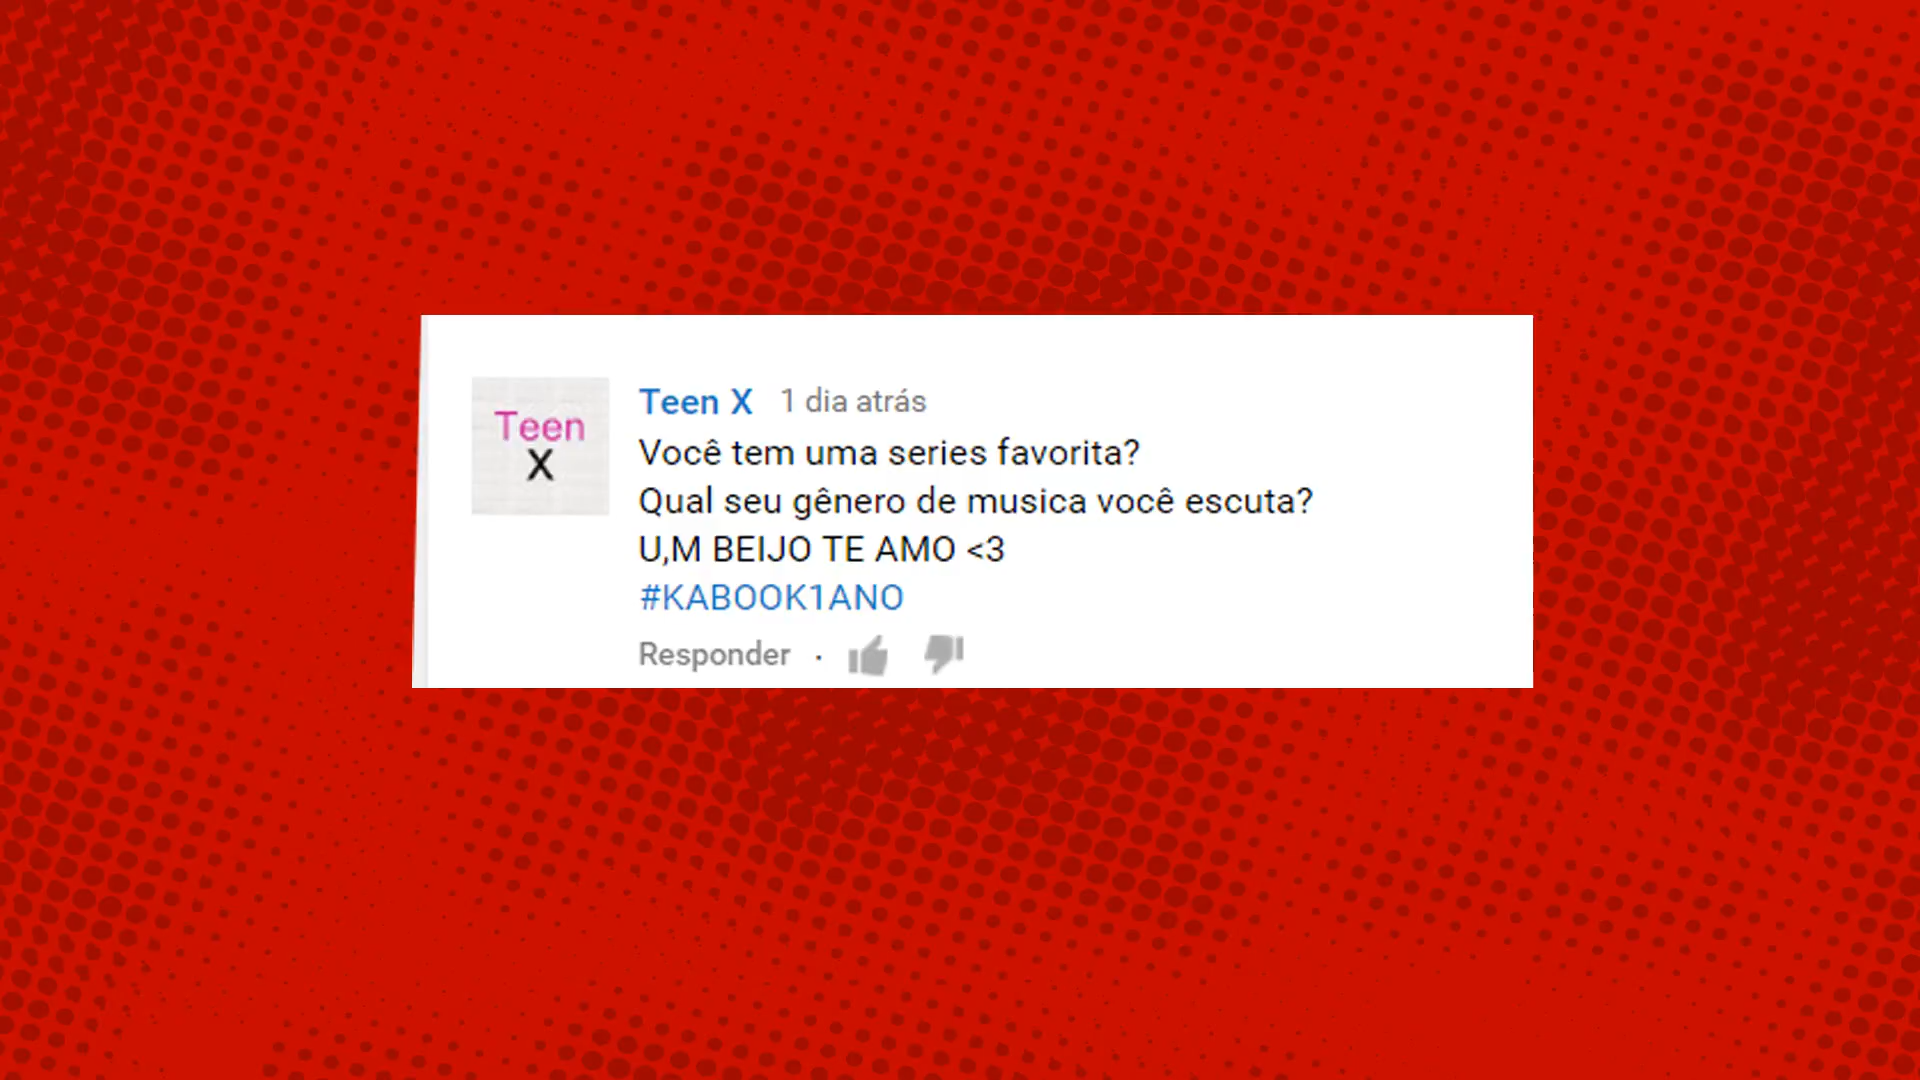 Teen
X
Teen X 1 dia atrás
Você tem uma series favorita?
Qual seu gênero de musica você escuta?
U,M BEIJO TE AMO <3
#KABOOK1ANO
Responder ·